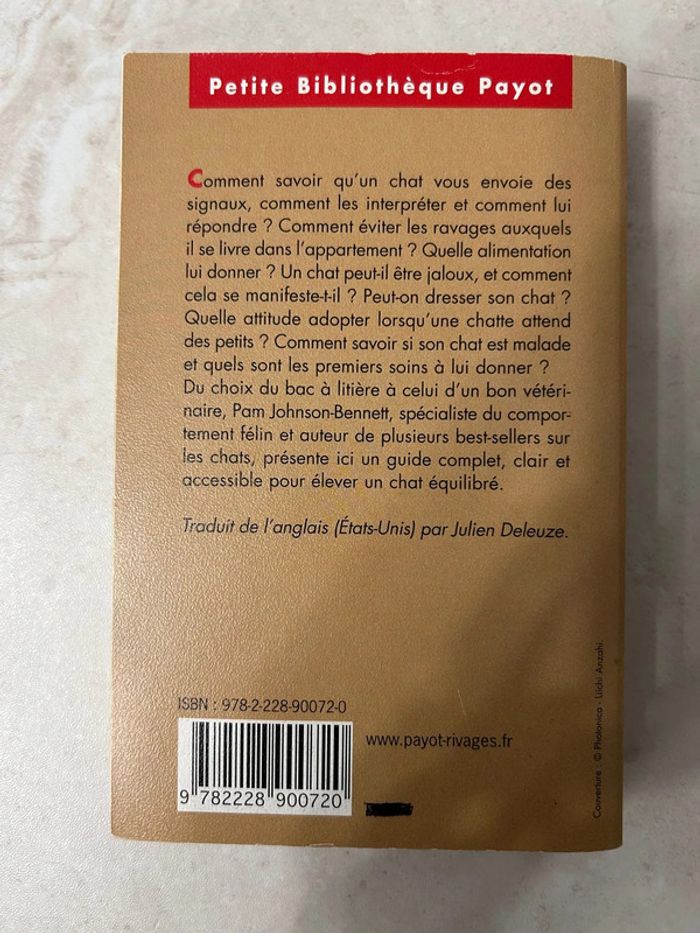 Petite Bibliothèque Payot
Comment savoir qu'un chat vous envoie des
signaux, comment les interpréter et comment lui
répondre ? Comment éviter les ravages auxquels
il se livre dans l'appartement ? Quelle alimentation
lui donner ? Un chat peut-il être jaloux, et comment
cela se manifeste-t-il ? Peut-on dresser son chat ?
Quelle attitude adopter lorsqu'une chatte attend
des petits ? Comment savoir si son chat est malade
et quels sont les premiers soins à lui donner ?
Du choix du bac à litière à celui d'un bon vétéri-
naire, Pam Johnson-Bennett, spécialiste du compor-
tement félin et auteur de plusieurs best-sellers sur
les chats, présente ici un guide complet, clair et
accessible pour élever un chat équilibré.
Traduit de l'anglais (États-Unis) par Julien Deleuze.
ISBN : 978-2-228-90072-0
www.payot-rivages.fr
9 782228 900720
Couverture : © Photonica - Liichi Anzahi.